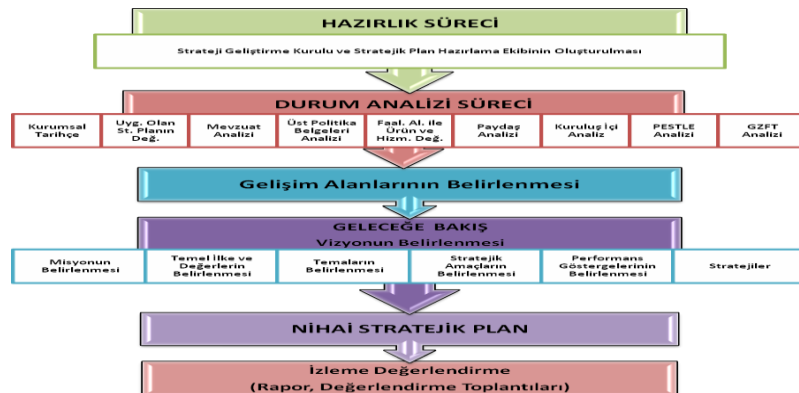 HAZIRLIK SÜRECİ
Strateji Geliştirme Kurulu ve Stratejik Plan Hazırlama Ekibinin Oluşturulması
DURUM ANALİZİ SÜRECİ
Kurumsal
Tarihçe
Uyg. Olan
St. Planın
Değ.
Mevzuat
Analizi
Üst Politika
Belgeleri
Analizi
Faal. Al. ile
Ürün ve
Hizm. Değ.
Paydaş
Analizi
Kuruluş İçi
Analiz
PESTLE
Analizi
GZFT
Analizi
Gelişim Alanlarının Belirlenmesi
GELECEĞE BAKIŞ
Vizyonun Belirlenmesi
Misyonun
Belirlenmesi
Temel İlke ve
Değerlerin
Belirlenmesi
Temaların
Belirlenmesi
Stratejik
Amaçların
Belirlenmesi
Performans
Göstergelerinin
Belirlenmesi
Stratejiler
NİHAİ STRATEJİK PLAN
İzleme Değerlendirme
(Rapor, Değerlendirme Toplantıları)